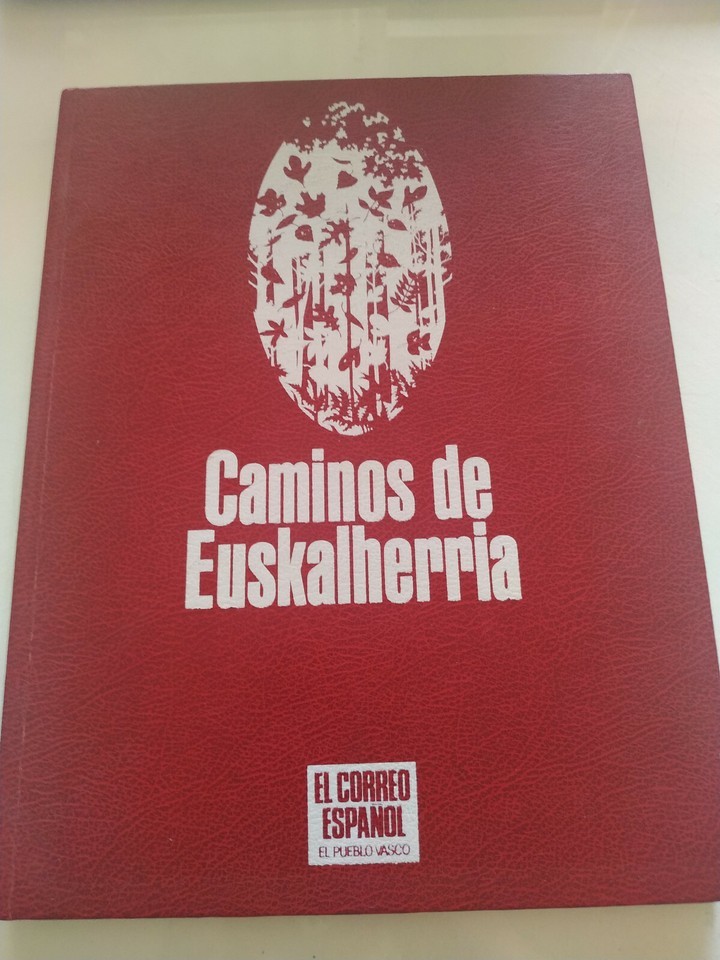 Caminos de
Euskalherria
EL CORREO
ESPAÑOL
EL PUEBLO VASCO